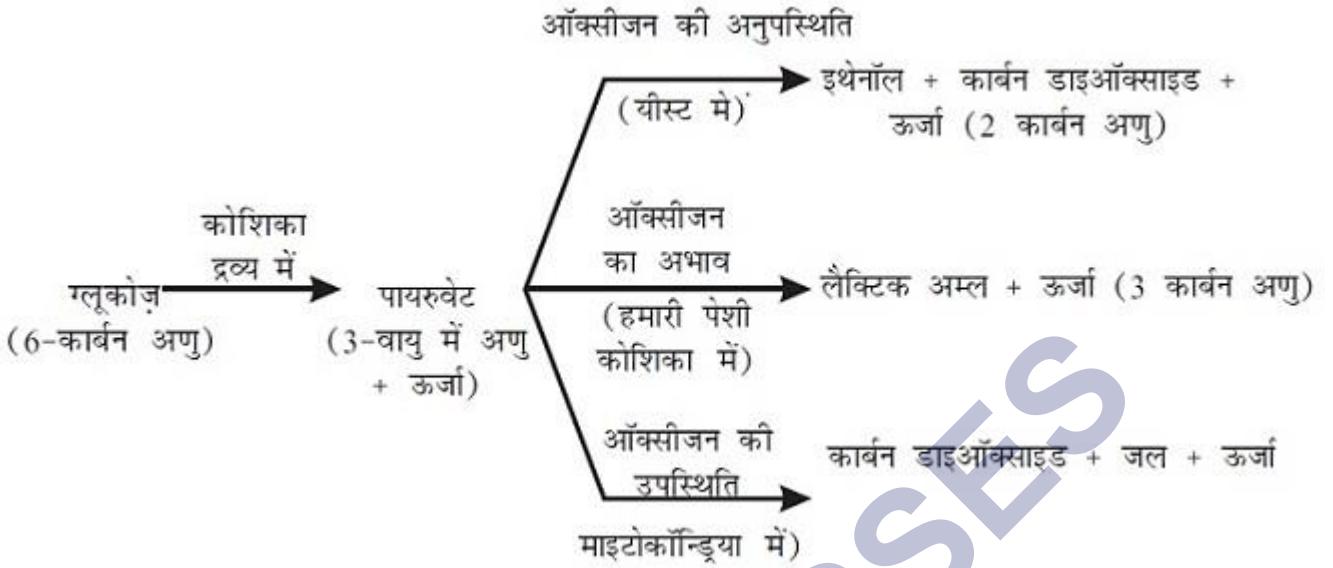 ऑक्सीजन की अनुपस्थिति
(यीस्ट मे)
इथेनॉल + कार्बन डाइऑक्साइड +
ऊर्जा (2 कार्बन अणु)
कोशिका
द्रव्य में
ग्लूकोज़
(6-कार्बन अणु)
पायरुवेट
(3-वायु में अणु
+ ऊर्जा)
ऑक्सीजन
का अभाव
(हमारी पेशी
कोशिका में)
लैक्टिक अम्ल + ऊर्जा (3 कार्बन अणु)
ऑक्सीजन की
उपस्थिति
माइटोकॉन्ड्रिया में)
कार्बन डाइऑक्साइड + जल + ऊर्जा
SES